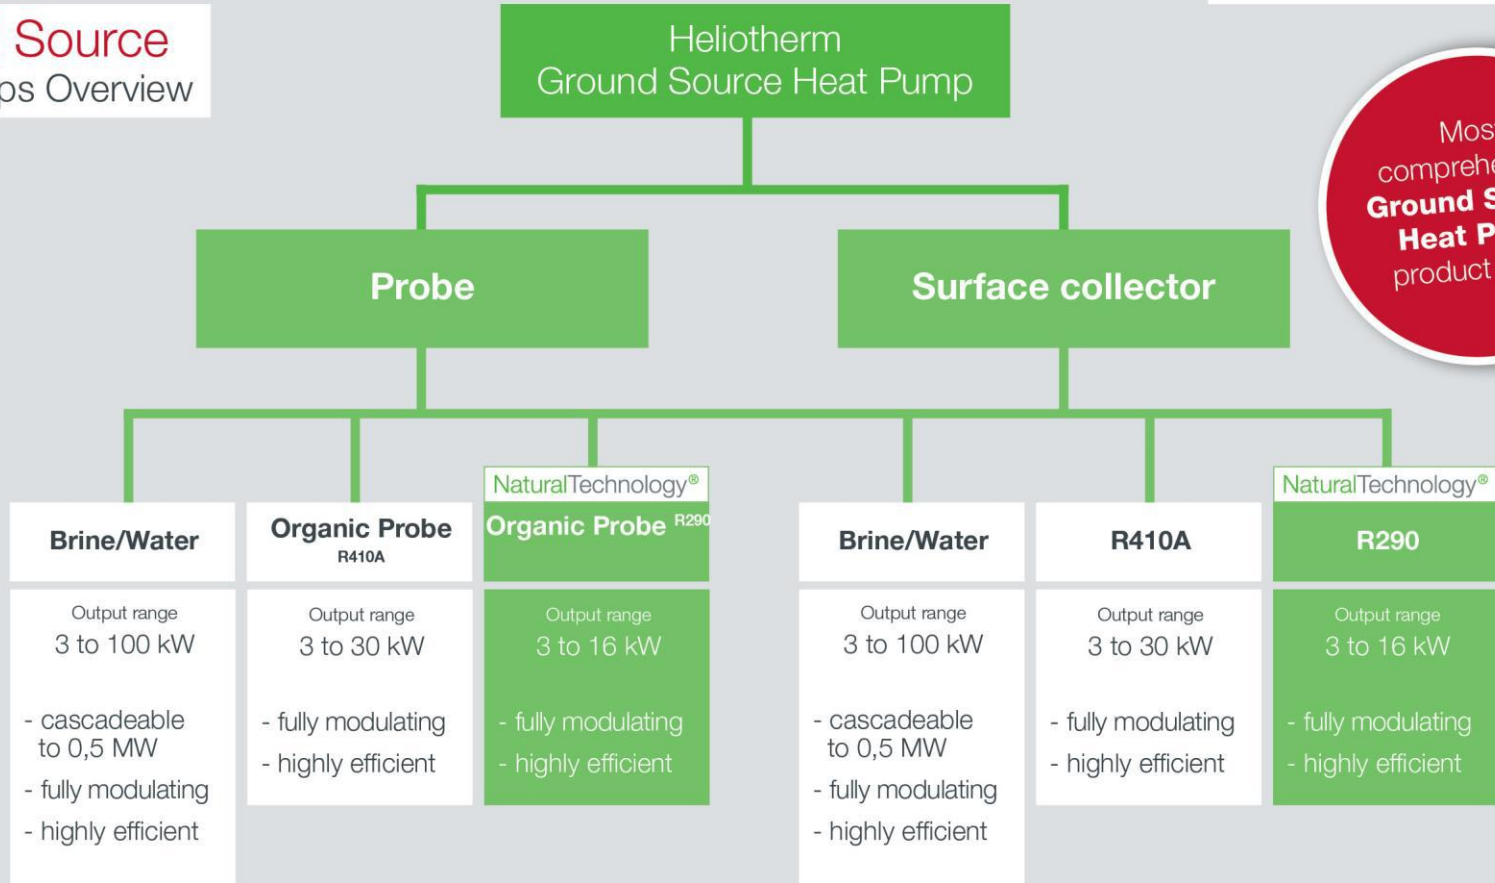 Source
Overview
Heliotherm
Ground Source Heat Pump
Most
Ground
Heat
product
Probe
Surface collector
Brine/Water
Output range
3 to 100 kW
- cascadeable
to 0,5 MW
- fully modulating
- highly efficient
Organic Probe
R410A
Output range
3 to 30 kW
- fully modulating
- highly efficient
NaturalTechnology®
Organic Probe R290
Output range
3 to 16 kW
- fully modulating
- highly efficient
Brine/Water
Output range
3 to 100 kW
- cascadeable
to 0,5 MW
- fully modulating
- highly efficient
R410A
Output range
3 to 30 kW
- fully modulating
- highly efficient
NaturalTechnology®
R290
Output range
3 to 16 kW
- fully modulating
- highly efficient